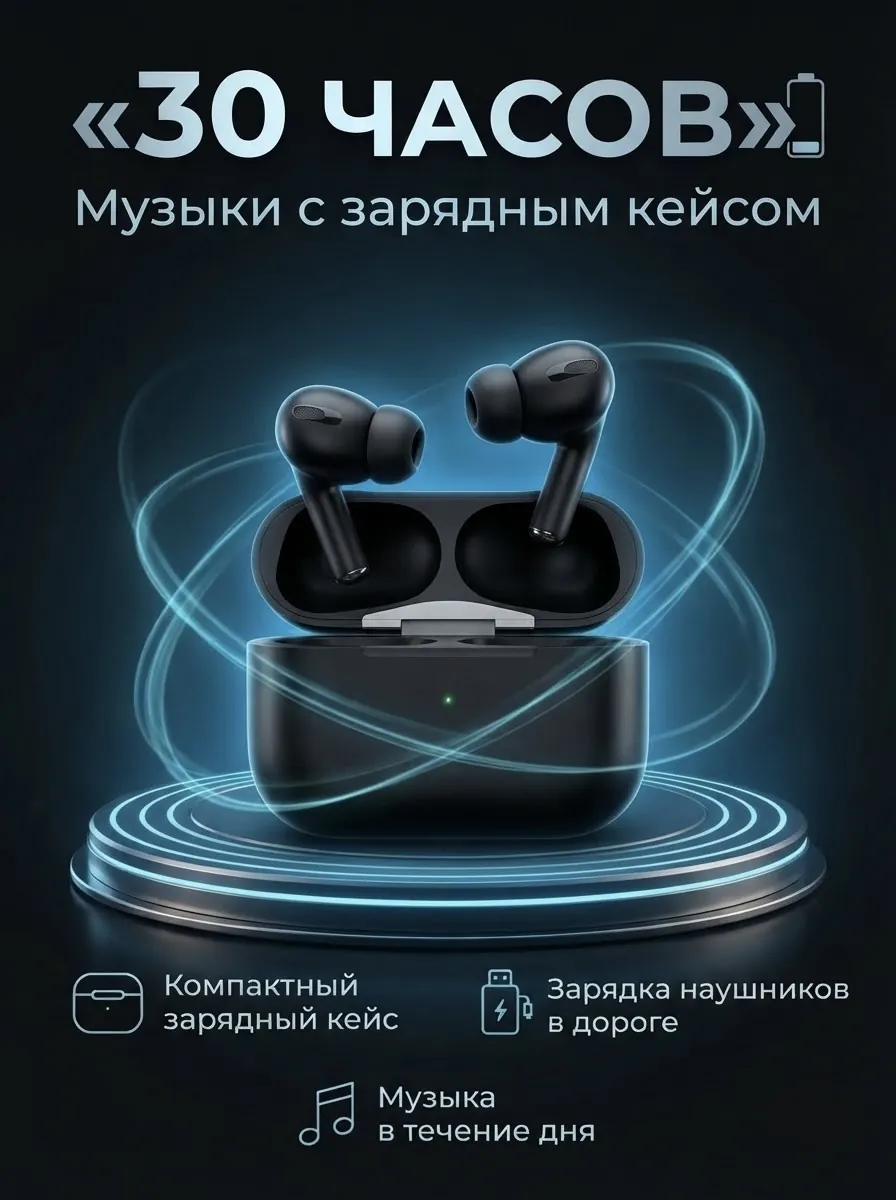 «30 ЧАСОВ»
Музыки с зарядным кейсом
Компактный
зарядный кейс
Зарядка наушников
в дороге
Музыка
в течение дня